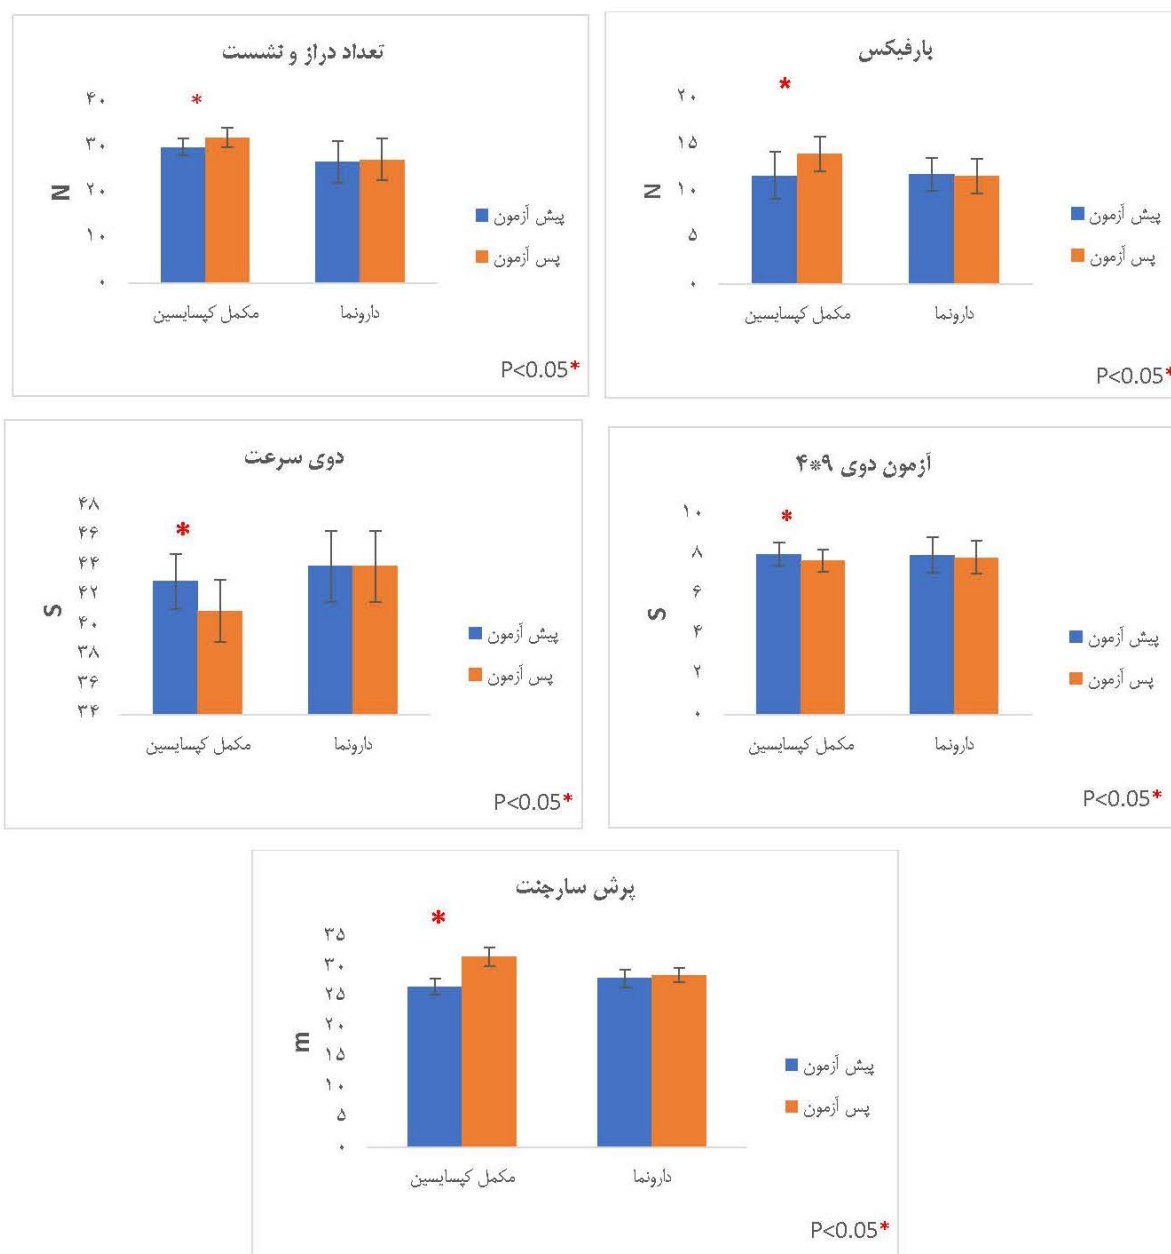 تعداد دراز و نشست
۴۰
۳۰
۲۰
۱۰
۰
N
*
پیش آزمون
پس آزمون
مکمل کپسایسین
دارونما
P<0.05*
بارفیکس
۲۰
۱۵
۱۰
۵
۰
N
*
پیش آزمون
پس آزمون
مکمل کپسایسین
دارونما
P<0.05*
دوی سرعت
۴۸
۴۶
۴۴
۴۲
۴۰
۳۸
۳۶
۳۴
S
*
پیش آزمون
پس آزمون
مکمل کپسایسین
دارونما
P<0.05*
آزمون دوی ۹*۴
۱۰
۸
۶
۴
۲
۰
S
*
پیش آزمون
پس آزمون
مکمل کپسایسین
دارونما
P<0.05*
پرش سارجنت
۳۵
۳۰
۲۵
۲۰
۱۵
۱۰
۵
۰
m
*
پیش آزمون
پس آزمون
مکمل کپسایسین
دارونما
P<0.05*